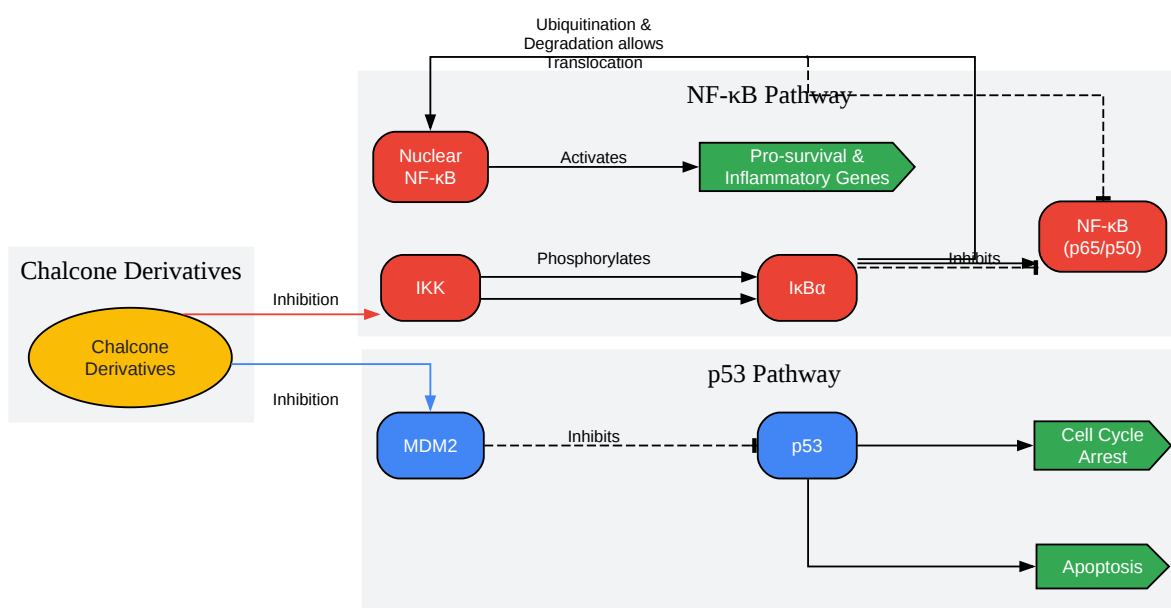 Ubiquitination &
Degradation allows
Translocation
NF-κB Pathway
Nuclear
NF-κB
Activates
Pro-survival &
Inflammatory Genes
NF-κB
(p65/p50)
Chalcone Derivatives
Chalcone
Derivatives
Inhibition
Inhibition
IKK
Phosphorylates
IκBα
Inhibits
p53 Pathway
MDM2
Inhibits
p53
Cell Cycle
Arrest
Apoptosis